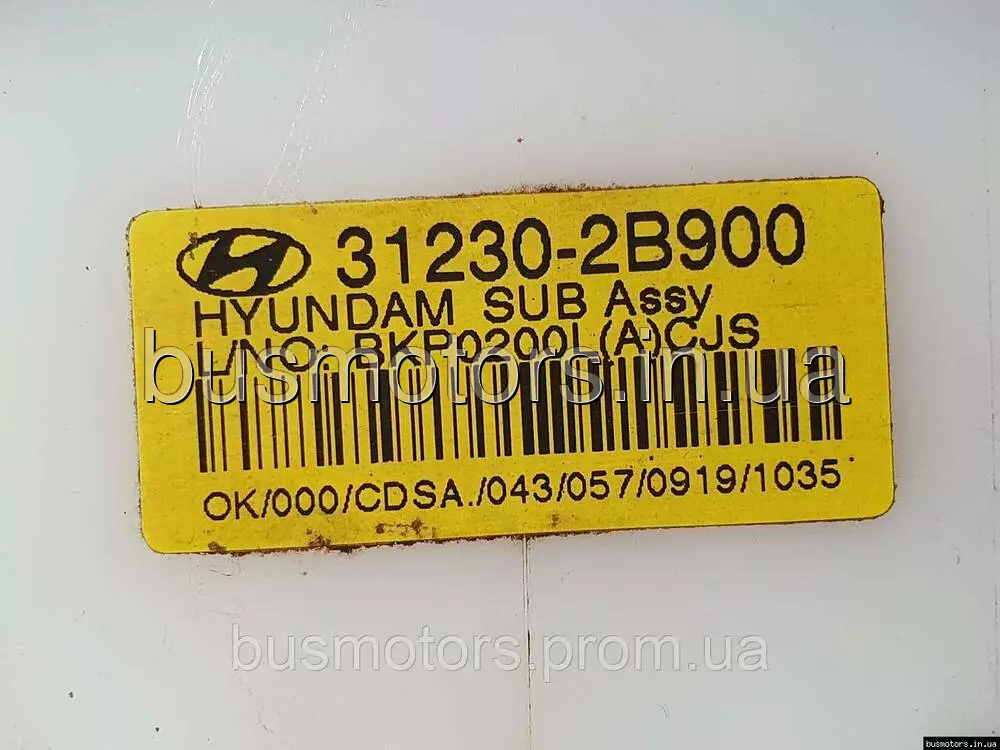 31230-2B900
HYUNDAM SUB Assy
L/NO: BKP0200L(A)CJS
busmotors.in.ua
OK/000/CDSA./043/057/0919/1035
busmotors.prom.ua
busmotors.in.ua